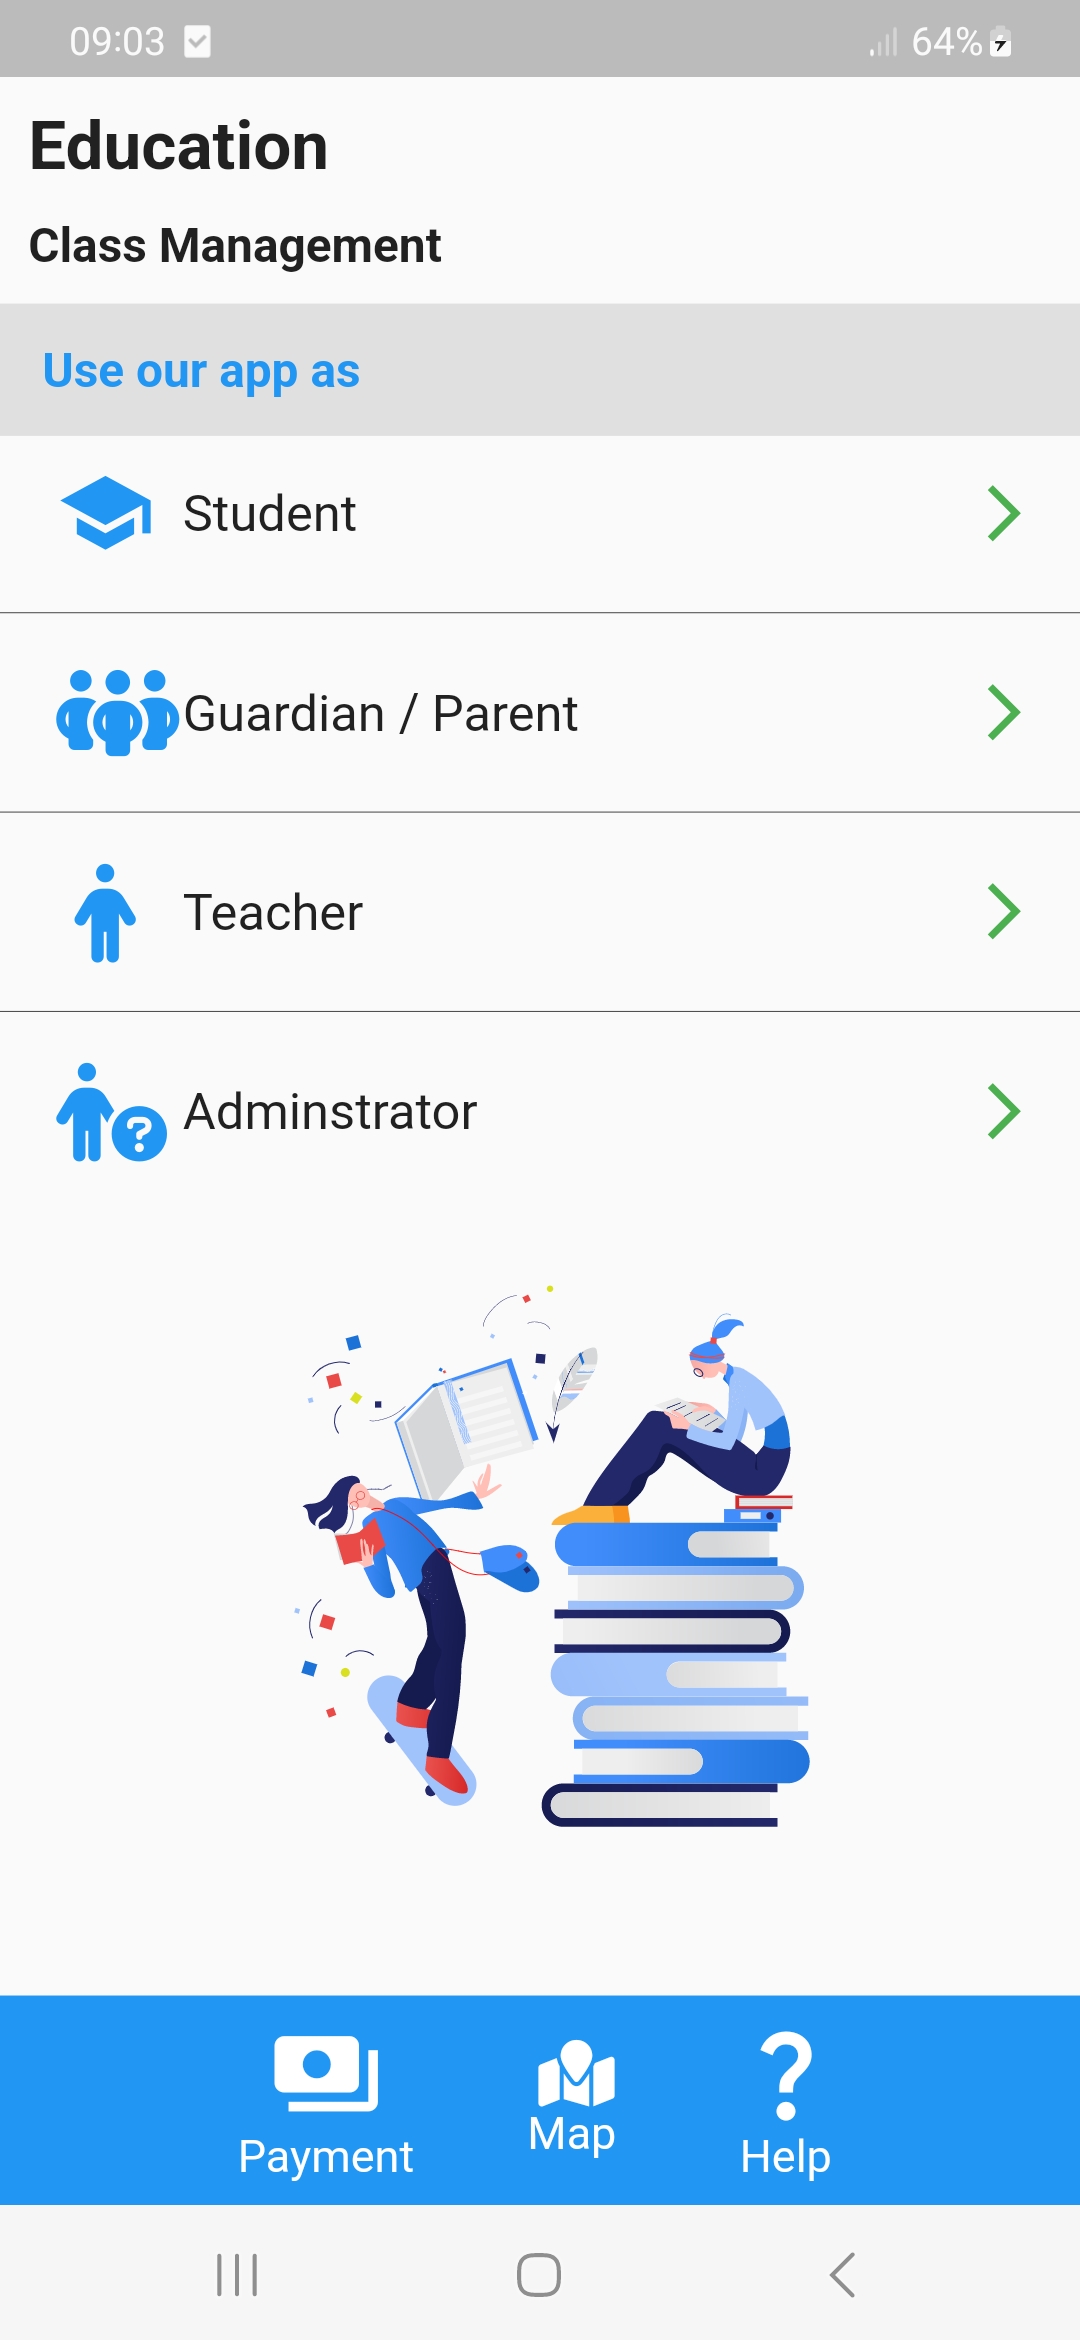 09:03
64%
Education
Class Management
Use our app as
Student
Guardian / Parent
Teacher
Adminstrator
Payment
Map
Help